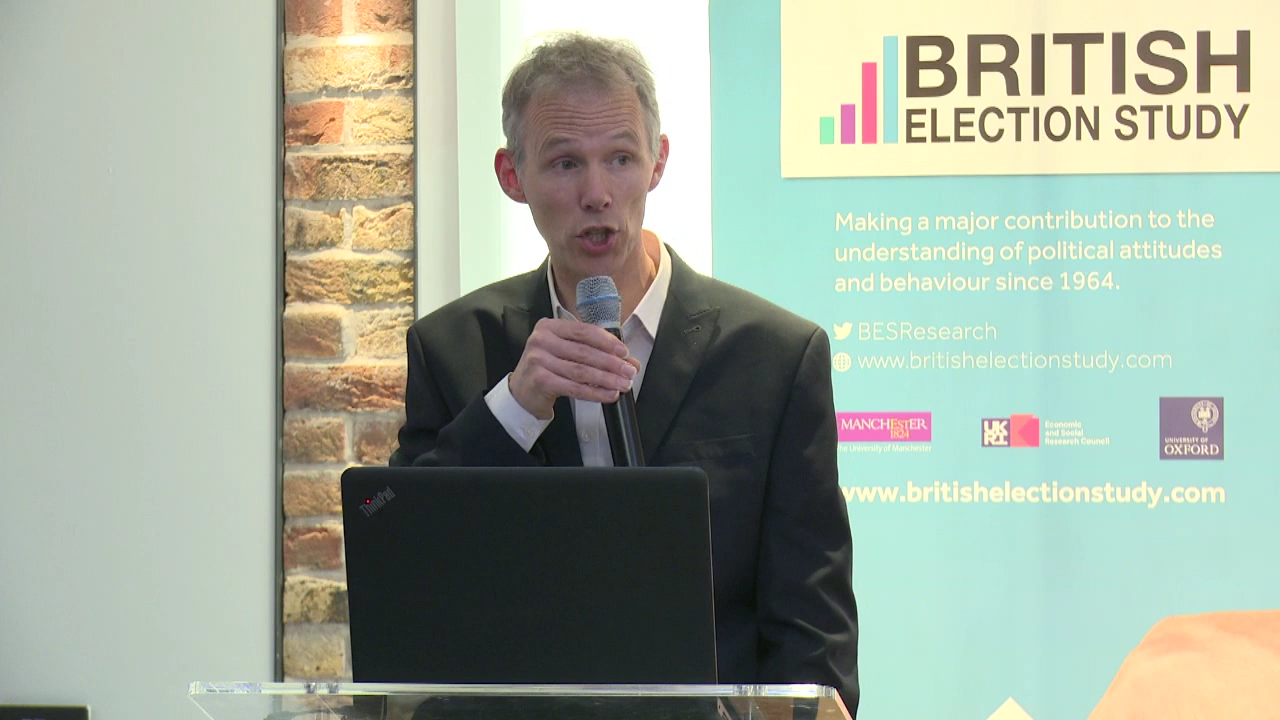 BRITISH
ELECTION STUDY
Making a major contribution to the
understanding of political attitudes
and behaviour since 1964.
BESResearch
www.britishelectionstudy.com
MANCHESTER
1824
The University of Manchester
UK
RI
Economic
and Social
Research Council
UNIVERSITY OF
OXFORD
www.britishelectionstudy.com
ThinkPad